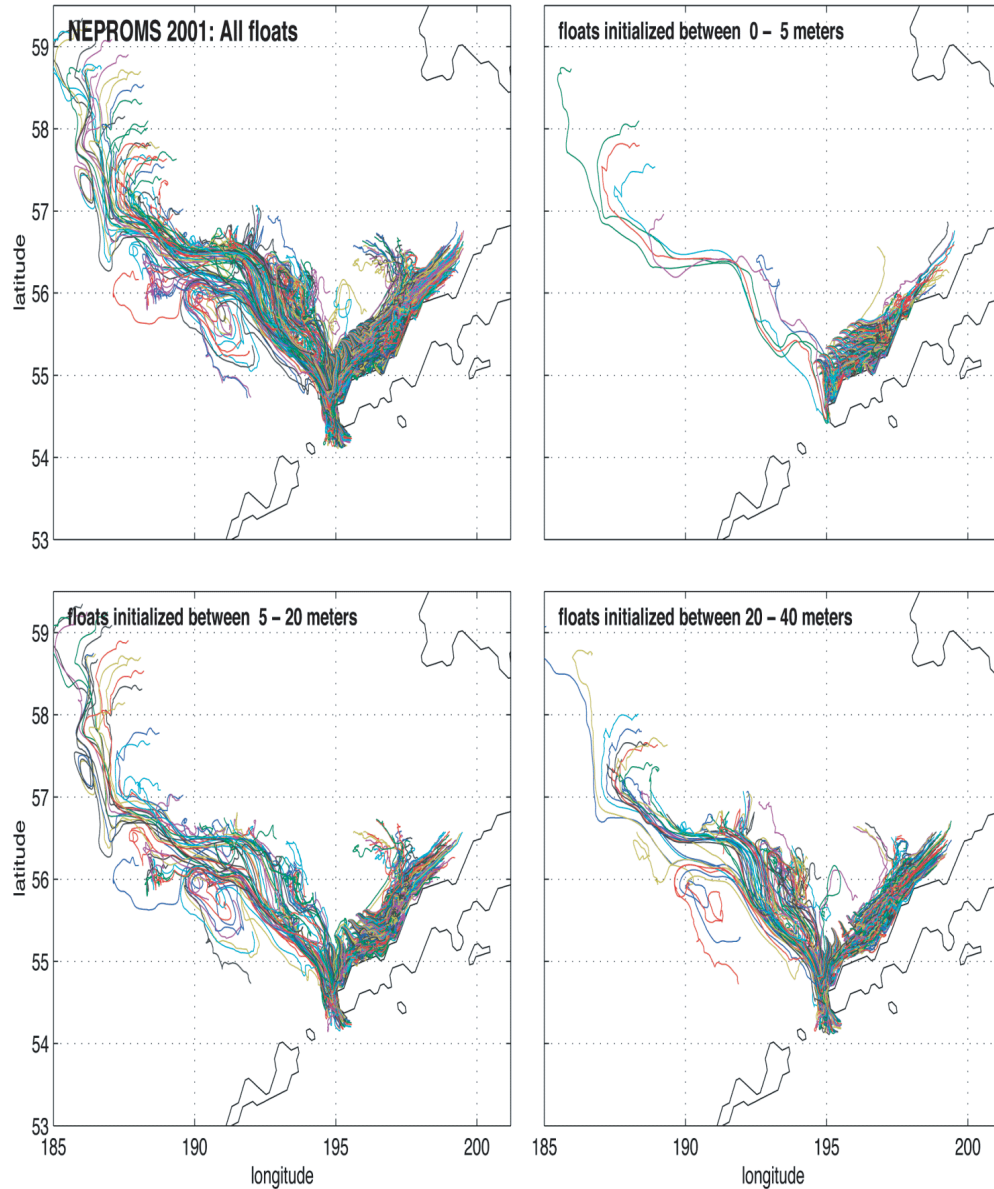 NEPROMS 2001: All floats
floats initialized between 0 – 5 meters
59
58
57
56
55
54
53
latitude
floats initialized between 5 – 20 meters
floats initialized between 20 – 40 meters
59
58
57
56
55
54
53
latitude
185
190
195
200
longitude
185
190
195
200
longitude